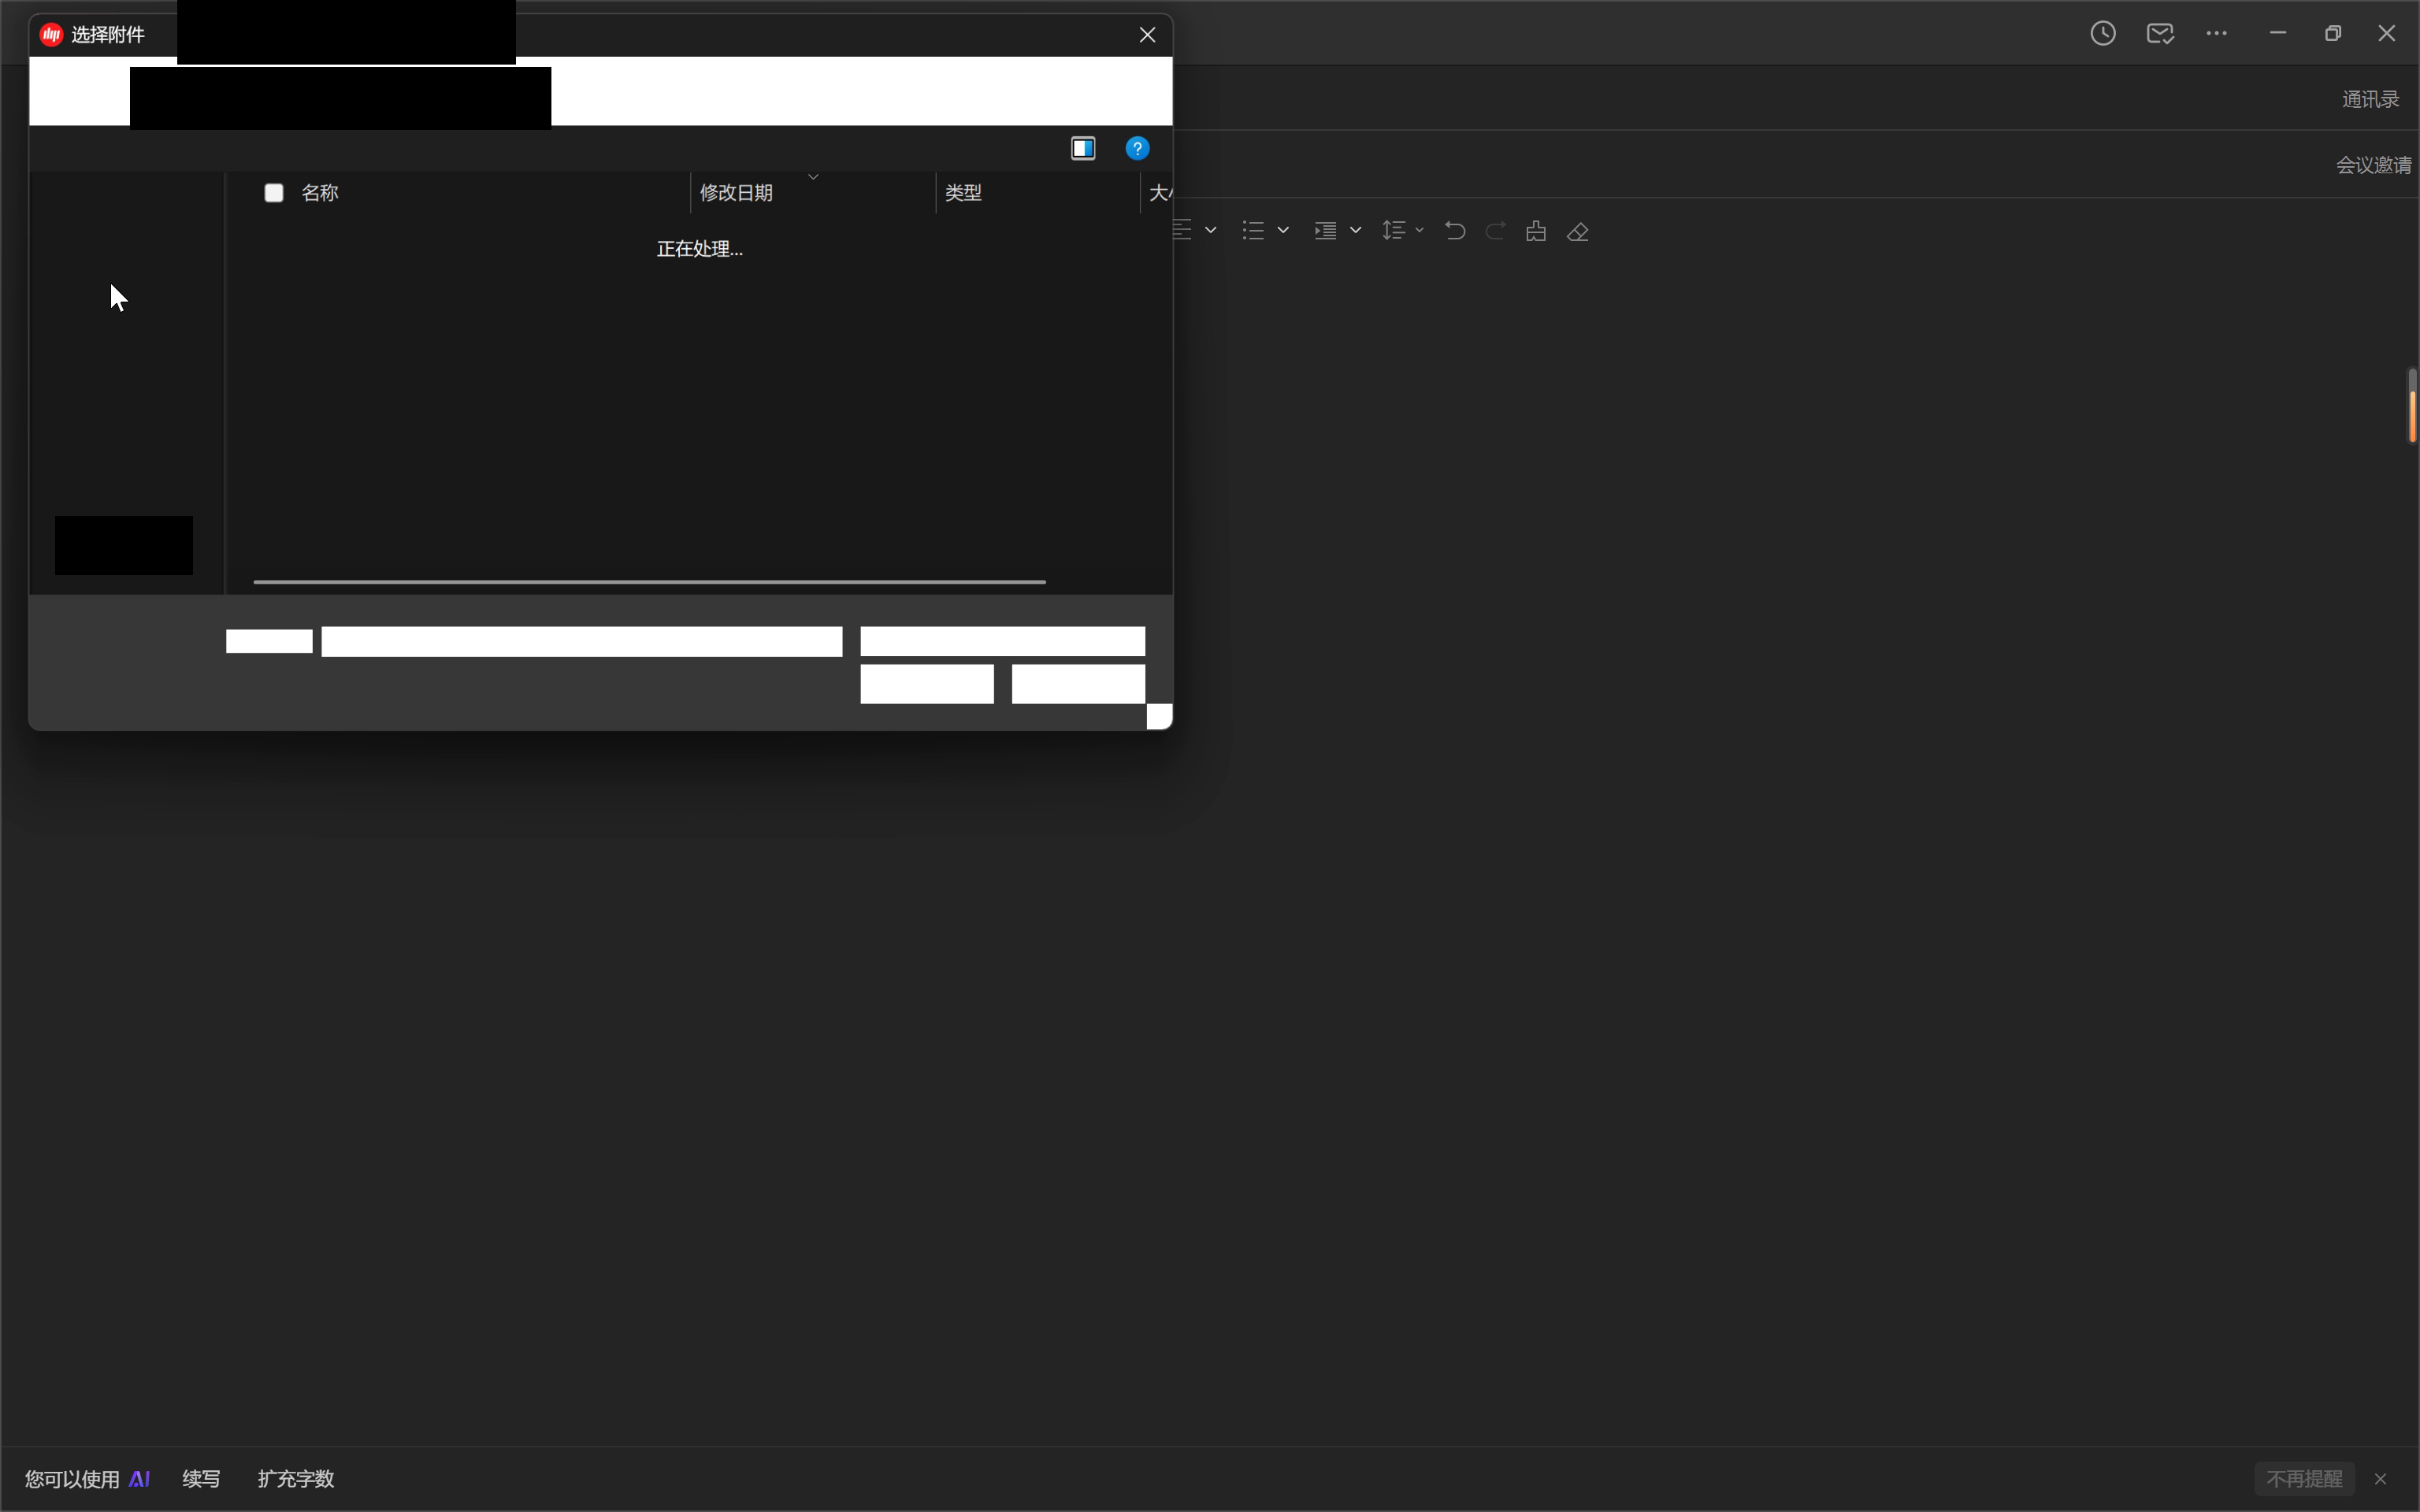 选择附件
通讯录
会议邀请
名称 修改日期 类型
正在处理...
您可以使用 AI 续写 扩充字数 不再提醒